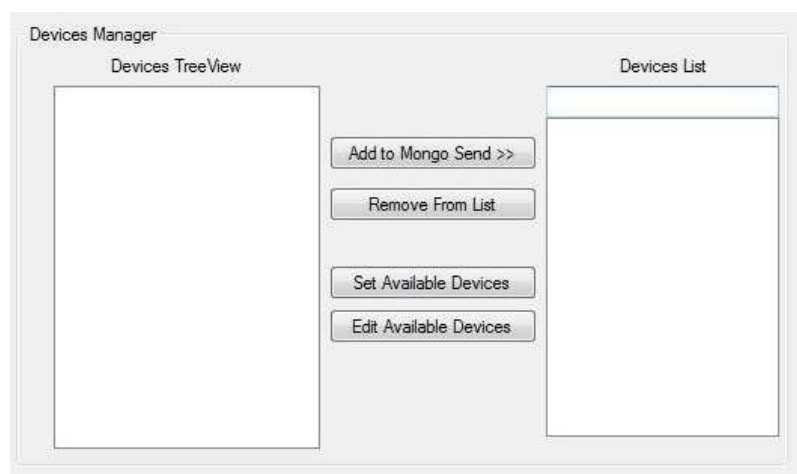 Devices Manager
Devices TreeView
Devices List
Add to Mongo Send >>
Remove From List
Set Available Devices
Edit Available Devices